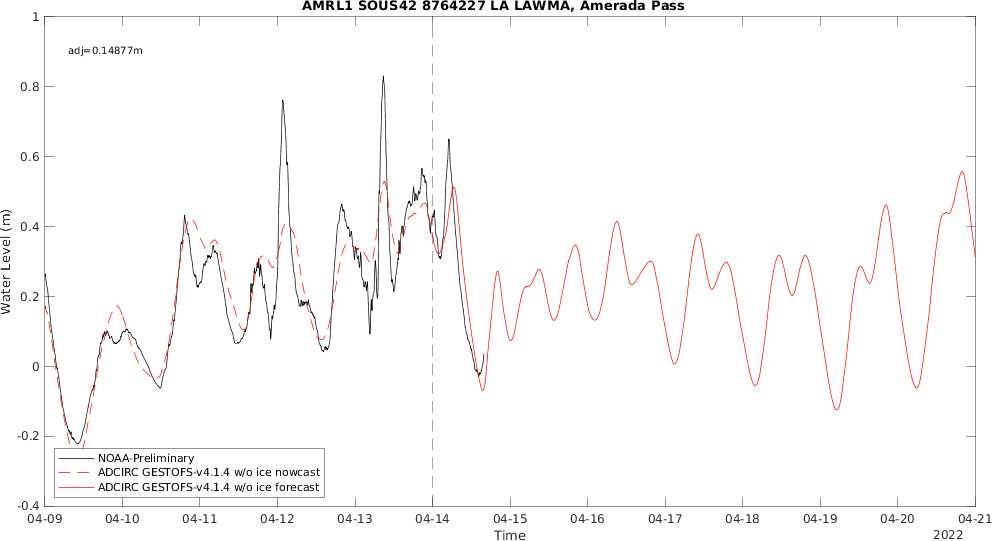 AMRL1 SOUS42 8764227 LA LAWMA, Amerada Pass
adj=0.14877m
1
0.8
0.6
0.4
0.2
0
-0.2
-0.4
Water Level (m)
NOAA-Preliminary
ADCIRC GESTOFS-v4.1.4 w/o ice nowcast
ADCIRC GESTOFS-v4.1.4 w/o ice forecast
04-09 04-10 04-11 04-12 04-13 04-14 04-15 04-16 04-17 04-18 04-19 04-20 04-21
Time
2022